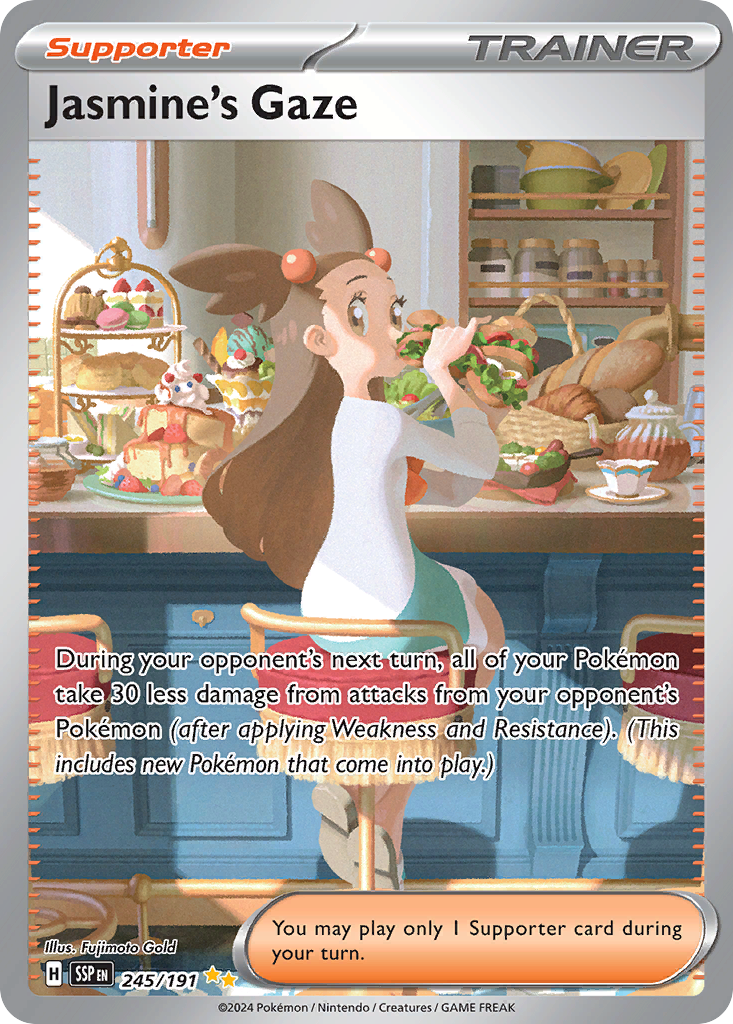 Supporter
TRAINER
Jasmine's Gaze
During your opponent's next turn, all of your Pokémon
take 30 less damage from attacks from your opponent's
Pokémon (after applying Weakness and Resistance). (This
includes new Pokémon that come into play.)
You may play only 1 Supporter card during
your turn.
Illus. Fujimoto Gold
H SSP EN 245/191
©2024 Pokémon / Nintendo / Creatures / GAME FREAK